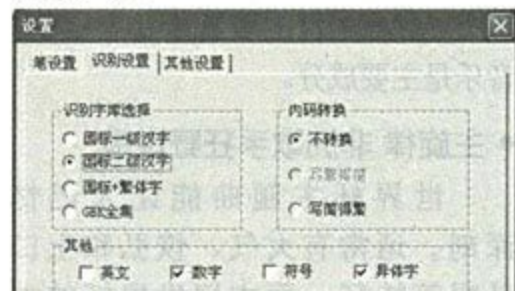 设置
笔设置 识别设置 其他设置
识别字库选择
国标一级汉字
国标二级汉字
国标+繁体字
GBK全集
内码转换
不转换
写简得繁
其他
英文 数字 符号 异体字